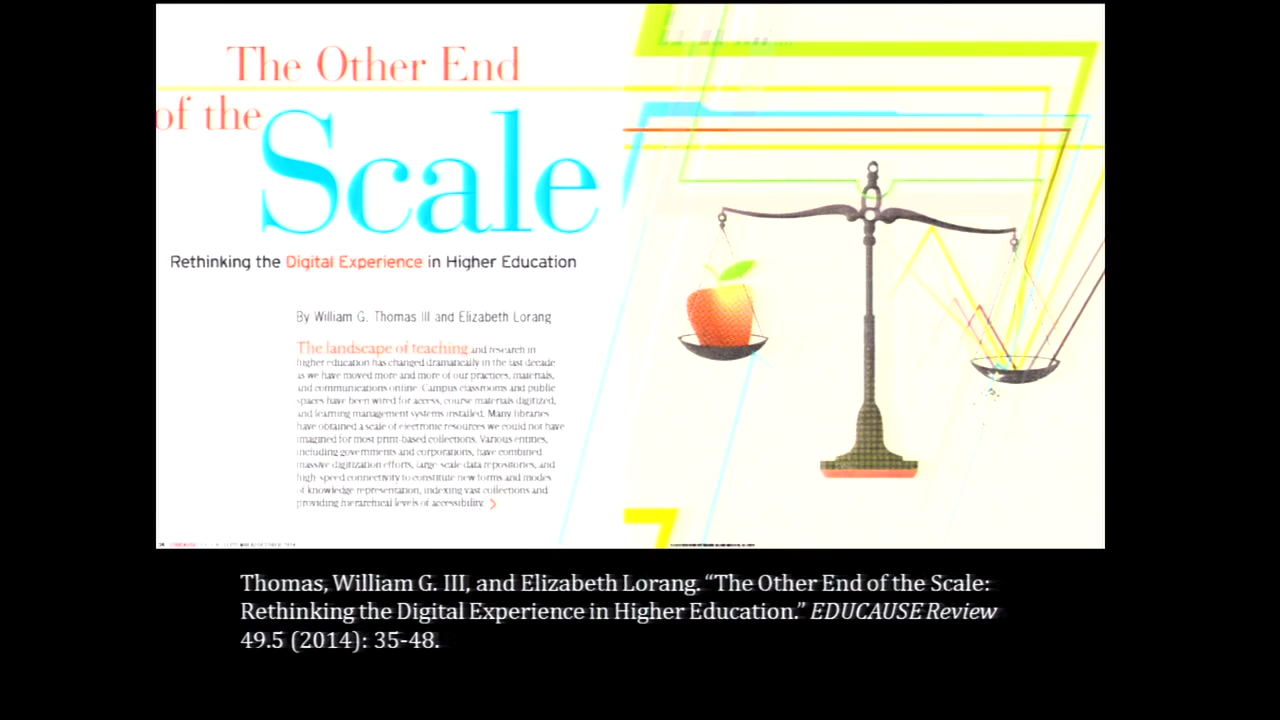 The Other End
of the
Scale
Rethinking the Digital Experience in Higher Education
By William G. Thomas III and Elizabeth Lorang
The landscape of teaching and research in
higher education has changed dramatically in the last decade
as we have moved more and more of our practices, materials,
and communications online. Campus classrooms and public
spaces have been wired for access, course materials digitized,
and learning management systems installed. Many libraries
have obtained a scale of electronic resources we could not have
imagined for most print-based collections. Various entities,
including governments and corporations, have combined
massive digitization efforts, large-scale data repositories, and
high-speed connectivity to constitute new forms and modes
of knowledge representation, indexing vast collections and
providing hierarchical levels of accessibility.
Thomas, William G. III, and Elizabeth Lorang. “The Other End of the Scale:
Rethinking the Digital Experience in Higher Education.” EDUCAUSE Review
49.5 (2014): 35-48.